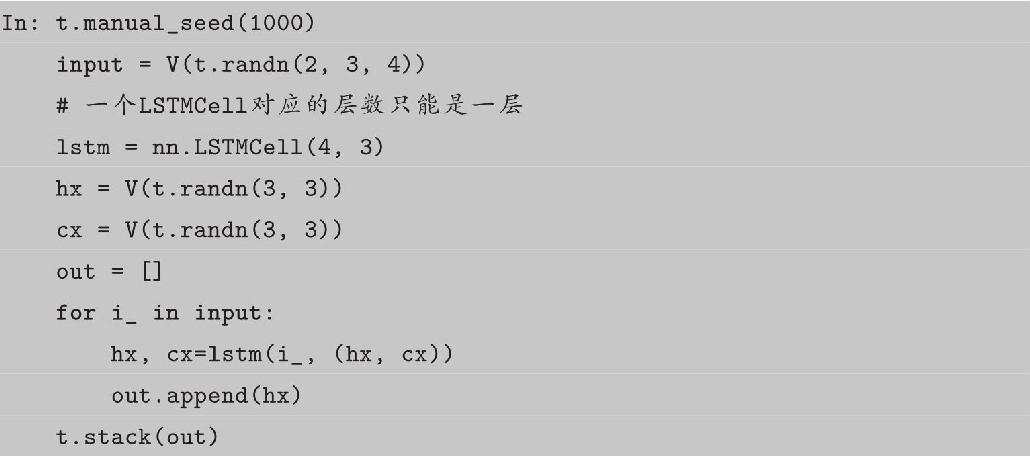 In: t.manual_seed(1000)
    input = V(t.randn(2, 3, 4))
    # 一个LSTMCell对应的层数只能是一层
    lstm = nn.LSTMCell(4, 3)
    hx = V(t.randn(3, 3))
    cx = V(t.randn(3, 3))
    out = []
    for i_ in input:
        hx, cx=lstm(i_, (hx, cx))
        out.append(hx)
    t.stack(out)